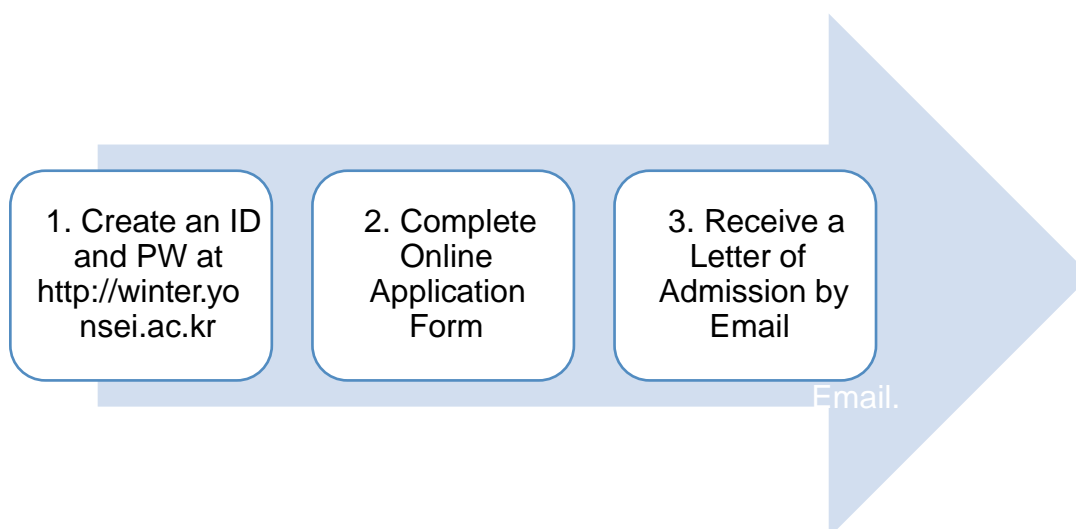 1. Create an ID
and PW at
http://winter.yo
nsei.ac.kr
2. Complete
Online
Application
Form
3. Receive a
Letter of
Admission by
Email
Email.